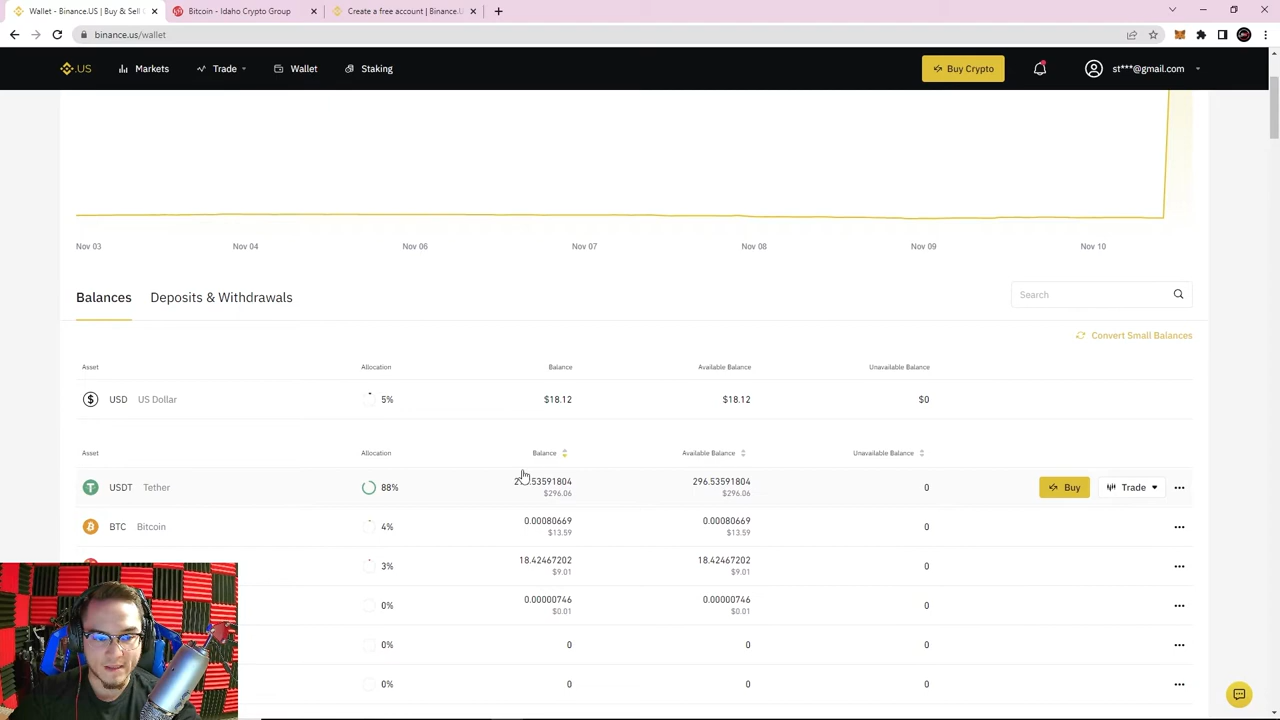 Wallet - Binance.US | Buy & Sell C
Bitcoin - Idaho Crypto Group
Create a free account | Binance.U
binance.us/wallet
.US
Markets
Trade
Wallet
Staking
Buy Crypto
st***@gmail.com
Nov 03
Nov 04
Nov 06
Nov 07
Nov 08
Nov 09
Nov 10
Balances
Deposits & Withdrawals
Search
Convert Small Balances
Asset Allocation Balance Available Balance Unavailable Balance
USD US Dollar 5% $18.12 $18.12 $0
Asset Allocation Balance Available Balance Unavailable Balance
USDT Tether 88% 296.53591804 0 Buy Trade
$296.06 $296.06
BTC Bitcoin 4% 0.00080669 0.00080669 0
$13.59 $13.59
3% 18.42467202 18.42467202 0
$9.01 $9.01
0% 0.00000746 0.00000746 0
$0.01 $0.01
0% 0 0 0
0% 0 0 0